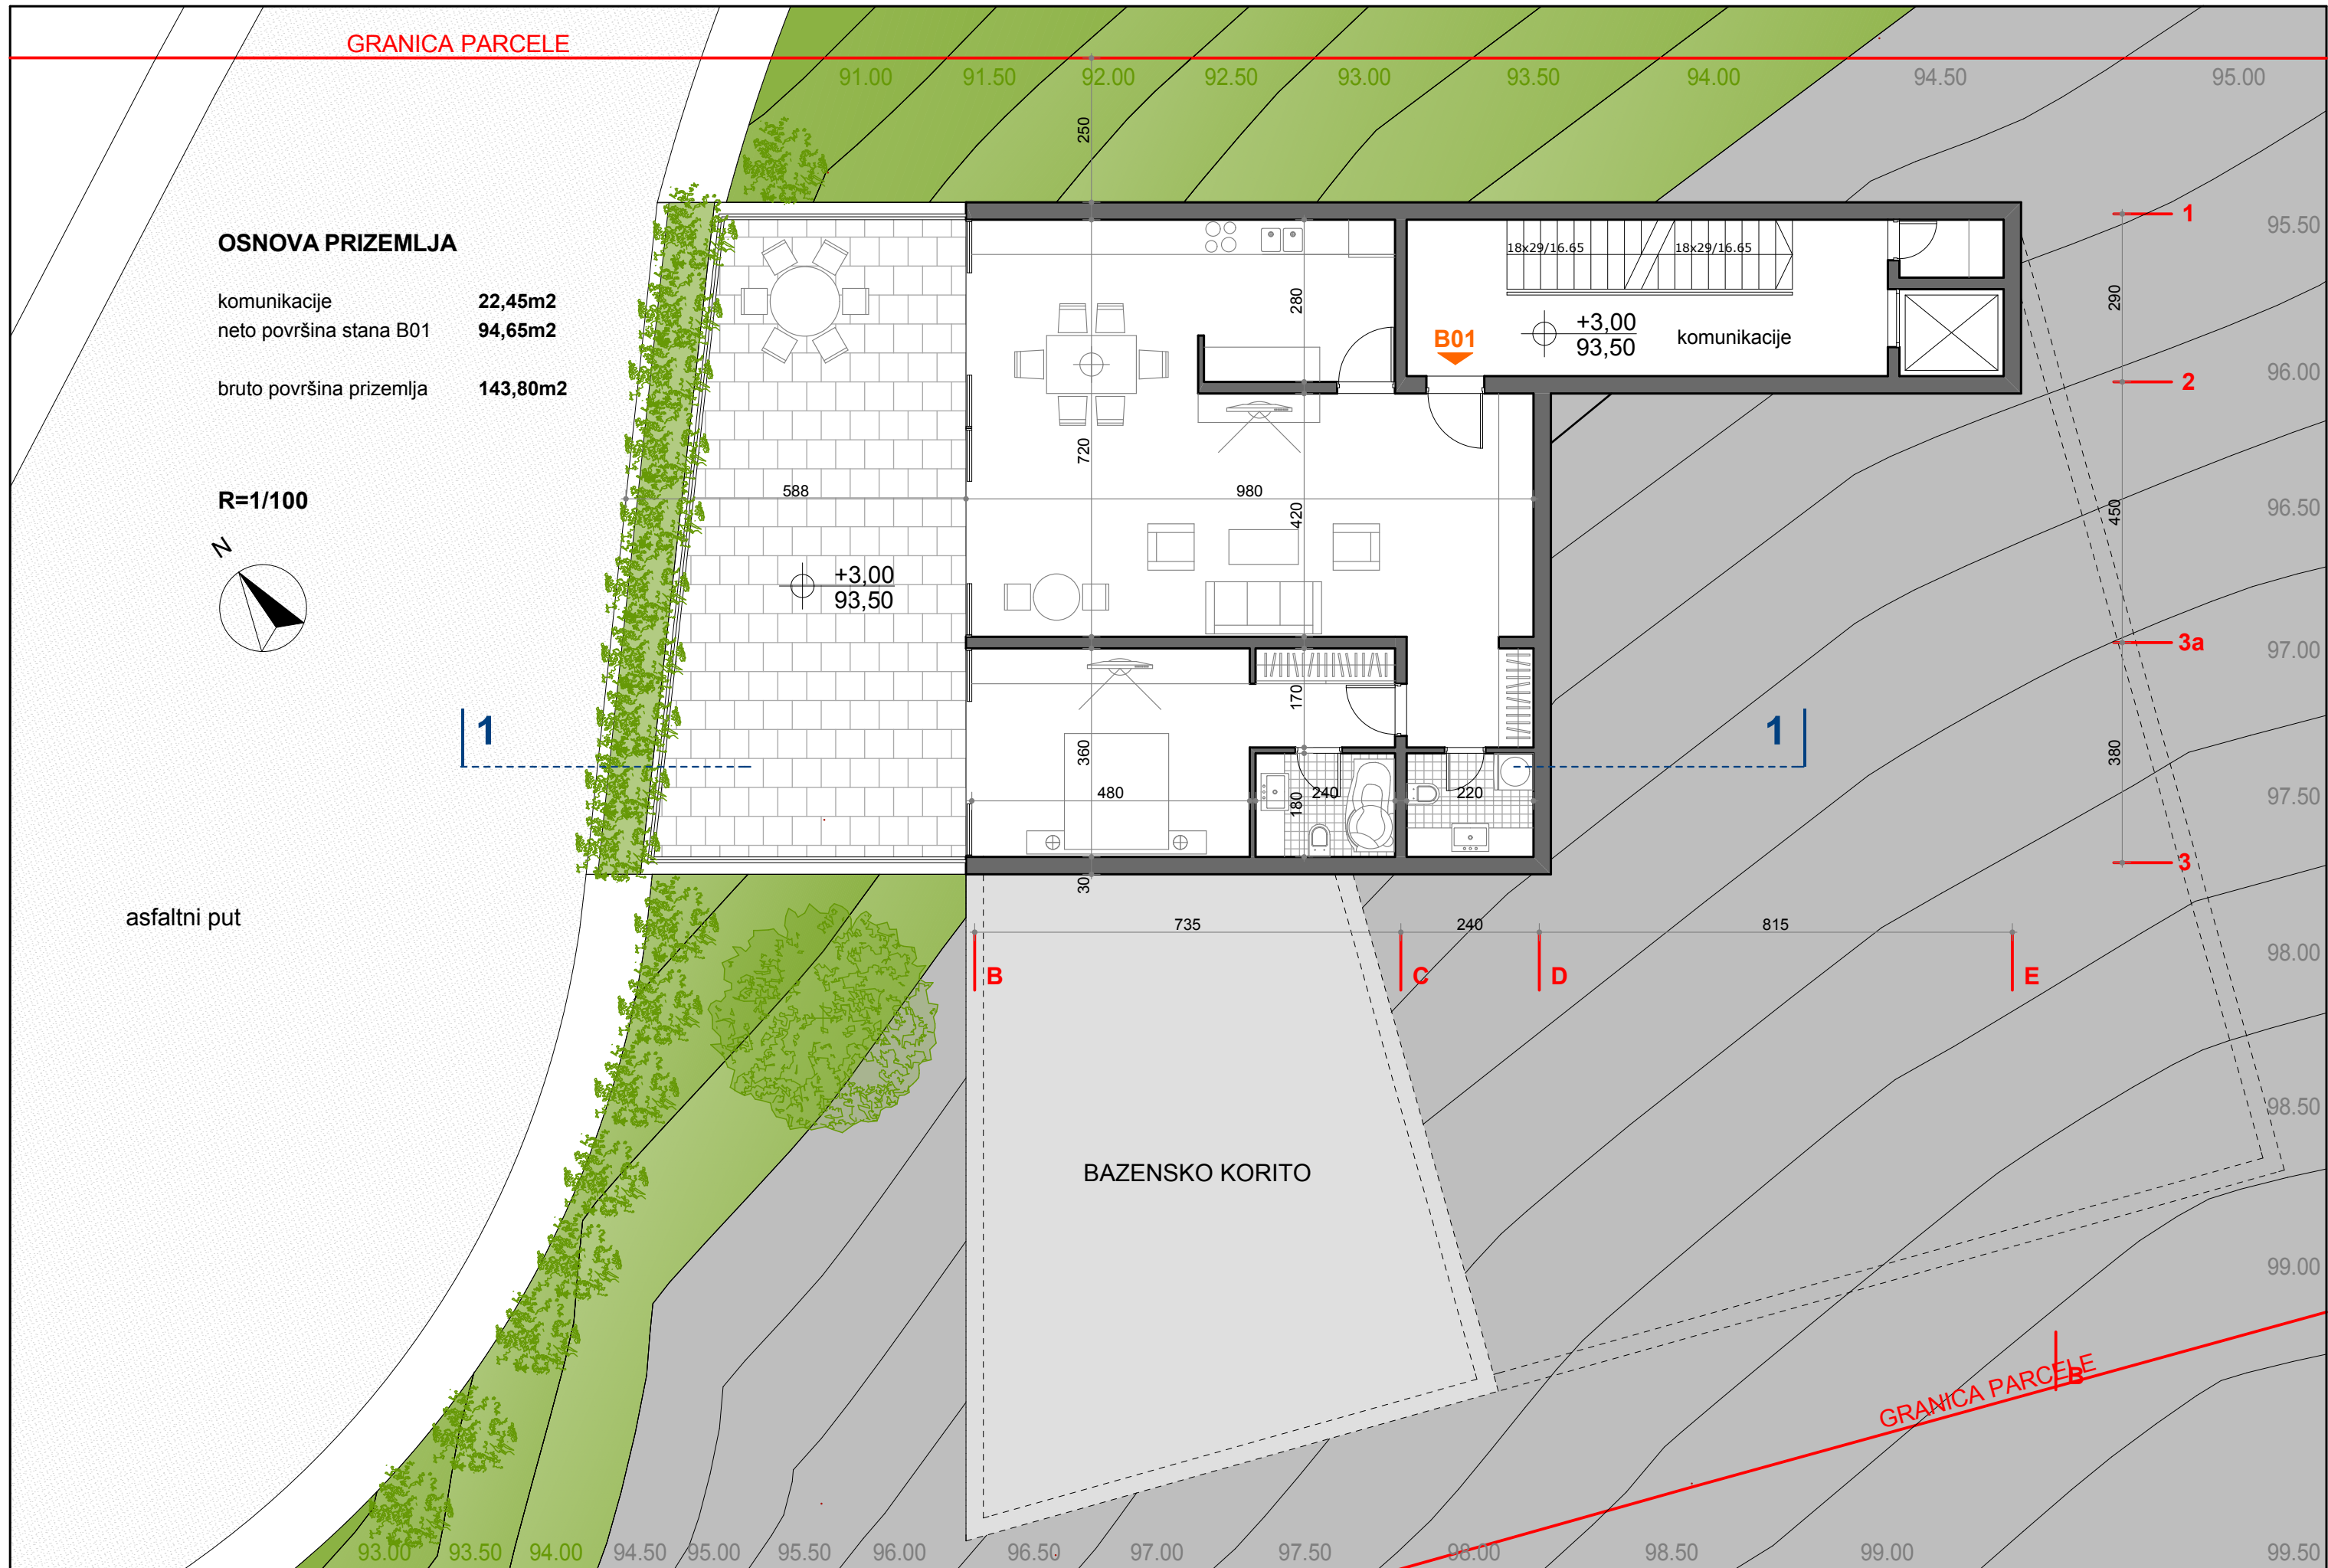 GRANICA PARCELE
91.00 91.50 92.00 92.50 93.00 93.50 94.00 94.50 95.00
250
1
95.50
OSNOVA PRIZEMLJA
18x29/16.65 18x29/16.65
komunikacije 22,45m2
neto površina stana B01 94,65m2
280
290
+3,00
93,50
komunikacije
B01
bruto površina prizemlja 143,80m2
96.00
2
720
R=1/100
588
980
420
450
96.50
N
+3,00
93,50
3a
97.00
170
1
1
360
380
480
180
240
220
97.50
3
30
asfaltni put
735
240
815
98.00
B
C
D
E
98.50
BAZENSKO KORITO
99.00
GRANICA PARCELE
B
93.00 93.50 94.00 94.50 95.00 95.50 96.00 96.50 97.00 97.50 98.00 98.50 99.00 99.50